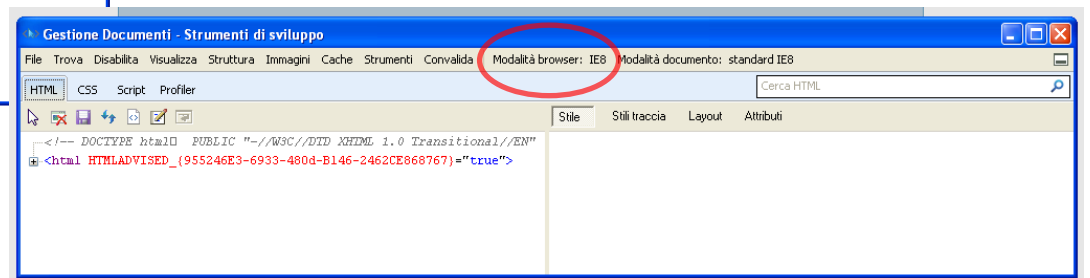 Gestione Documenti - Strumenti di sviluppo
File Trova Disabilita Visualizza Struttura Immagini Cache Strumenti Convalida Modalità browser: IE8 Modalità documento: standard IE8
HTML CSS Script Profiler Cerca HTML
Stile Stili traccia Layout Attributi
<!-- DOCTYPE html□ PUBLIC "-//W3C//DTD XHTML 1.0 Transitional//EN"
<html HTMLADVISED_{955246E3-6933-480d-B146-2462CE868767}="true">